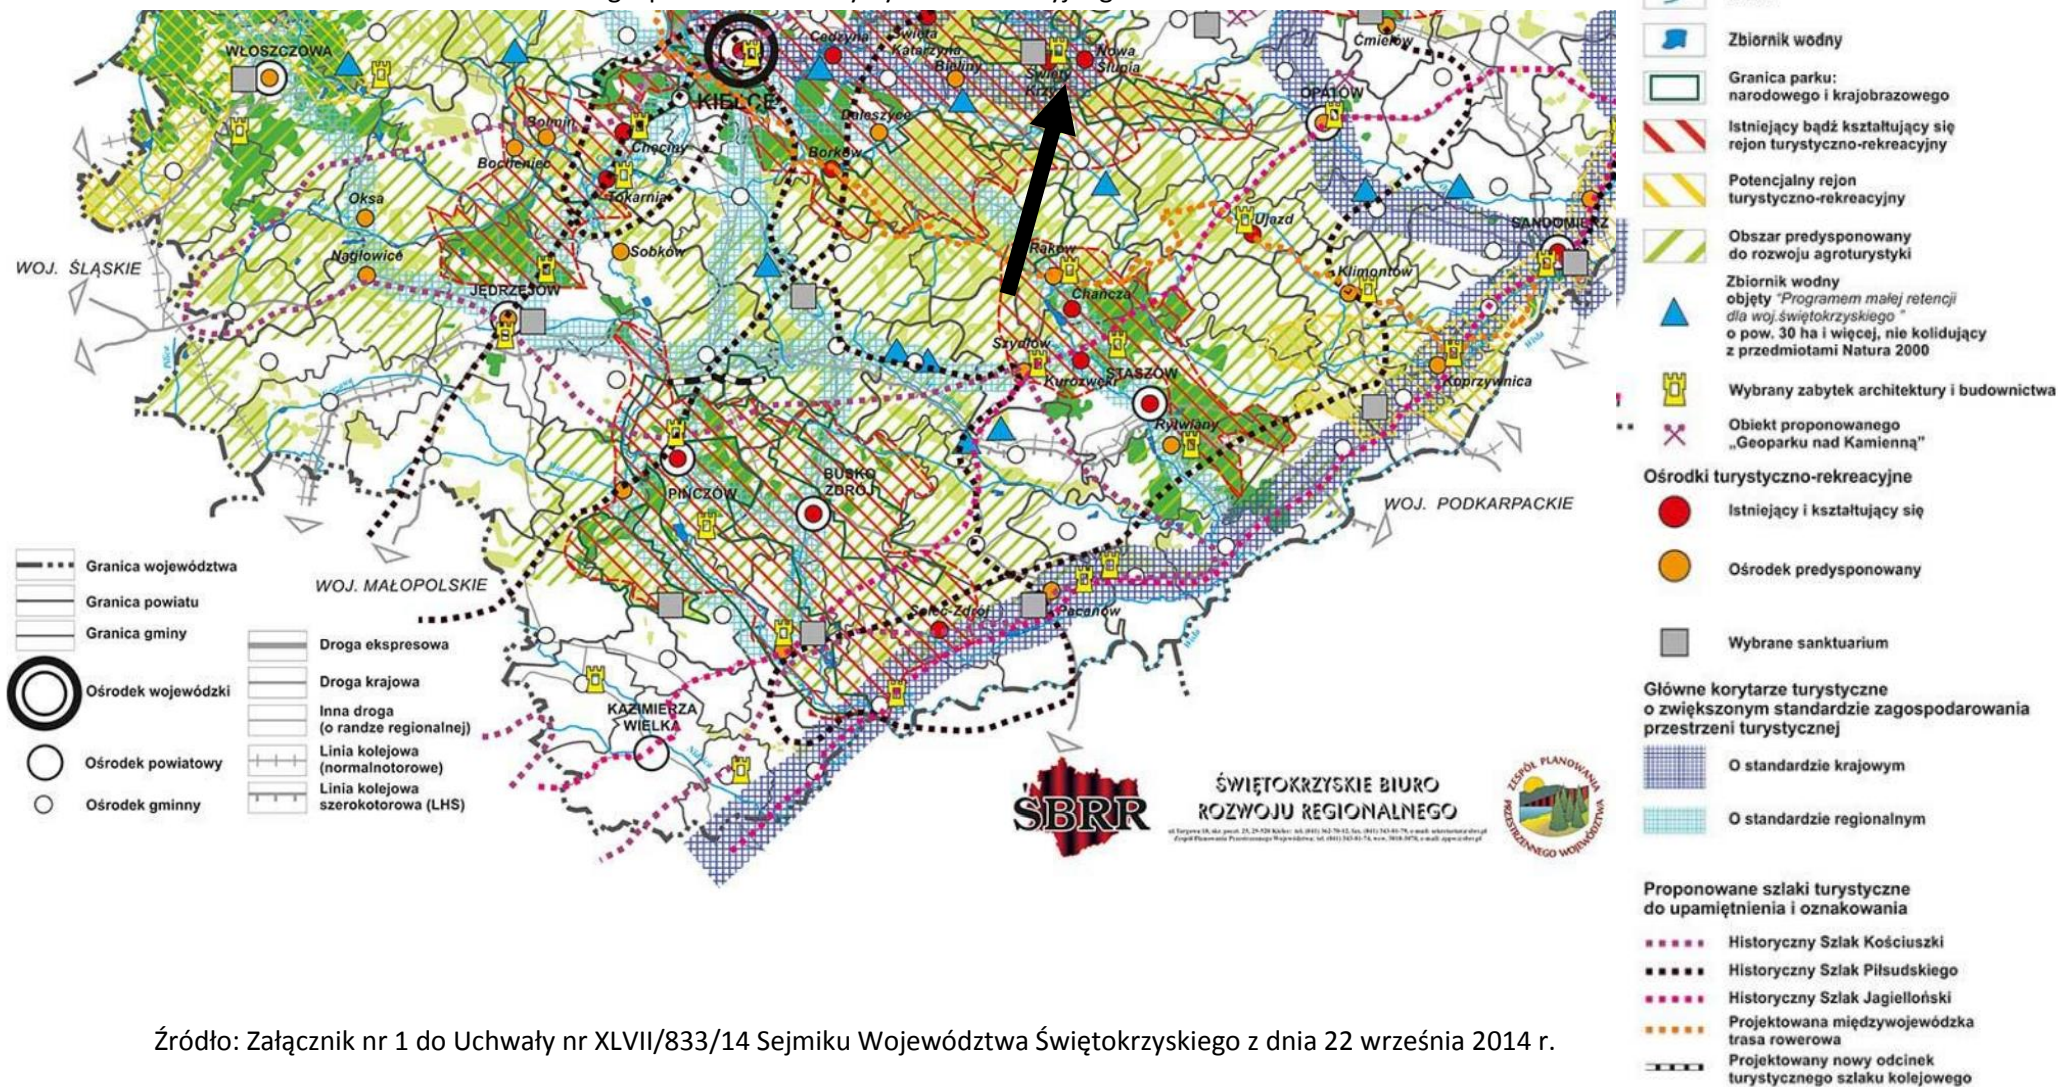 WŁOSZCZOWA
KIELCE
Cedzyna
Święta
Katarzyna
Bieliny
Nowa
Słupia
Święty
Ćmielów
OPATÓW
Bolmin
Bocheniec
Chęciny
Tokarnia
Daleszyce
Borków
Oksa
Nagłowice
Sobków
JĘDRZEJÓW
WOJ. ŚLĄSKIE
Raków
Chańcza
Ujazd
Klimontów
SANDOMIERZ
Szydłów
Kurozwęki
STASZÓW
Koprzywnica
Wisła
Rytwiany
PIŃCZÓW
BUSKO
ZDRÓJ
WOJ. PODKARPACKIE
WOJ. MAŁOPOLSKIE
Solec-Zdrój
Pacanów
Wisła
KAZIMIERZA
WIELKA
Granica województwa
Granica powiatu
Granica gminy
Ośrodek wojewódzki
Ośrodek powiatowy
Ośrodek gminny
Droga ekspresowa
Droga krajowa
Inna droga
(o randze regionalnej)
Linia kolejowa
(normalnotorowe)
Linia kolejowa
szerokotorowa (LHS)
ŚBRR
ŚWIĘTOKRZYSKIE BIURO
ROZWOJU REGIONALNEGO
ZESPÓŁ PLANOWANIA
PRZESTRZENNEGO WOJEWÓDZTWA
Zbiornik wodny
Granica parku:
narodowego i krajobrazowego
Istniejący bądź kształtujący się
rejon turystyczno-rekreacyjny
Potencjalny rejon
turystyczno-rekreacyjny
Obszar predysponowany
do rozwoju agroturystyki
Zbiornik wodny
objęty "Programem małej retencji
dla woj.świętokrzyskiego "
o pow. 30 ha i więcej, nie kolidujący
z przedmiotami Natura 2000
Wybrany zabytek architektury i budownictwa
Obiekt proponowanego
„Geoparku nad Kamienną”
Ośrodki turystyczno-rekreacyjne
Istniejący i kształtujący się
Ośrodek predysponowany
Wybrane sanktuarium
Główne korytarze turystyczne
o zwiększonym standardzie zagospodarowania
przestrzeni turystycznej
O standardzie krajowym
O standardzie regionalnym
Proponowane szlaki turystyczne
do upamiętnienia i oznakowania
Historyczny Szlak Kościuszki
Historyczny Szlak Piłsudskiego
Historyczny Szlak Jagielloński
Projektowana międzywojewódzka
trasa rowerowa
Projektowany nowy odcinek
turystycznego szlaku kolejowego
Źródło: Załącznik nr 1 do Uchwały nr XLVII/833/14 Sejmiku Województwa Świętokrzyskiego z dnia 22 września 2014 r.